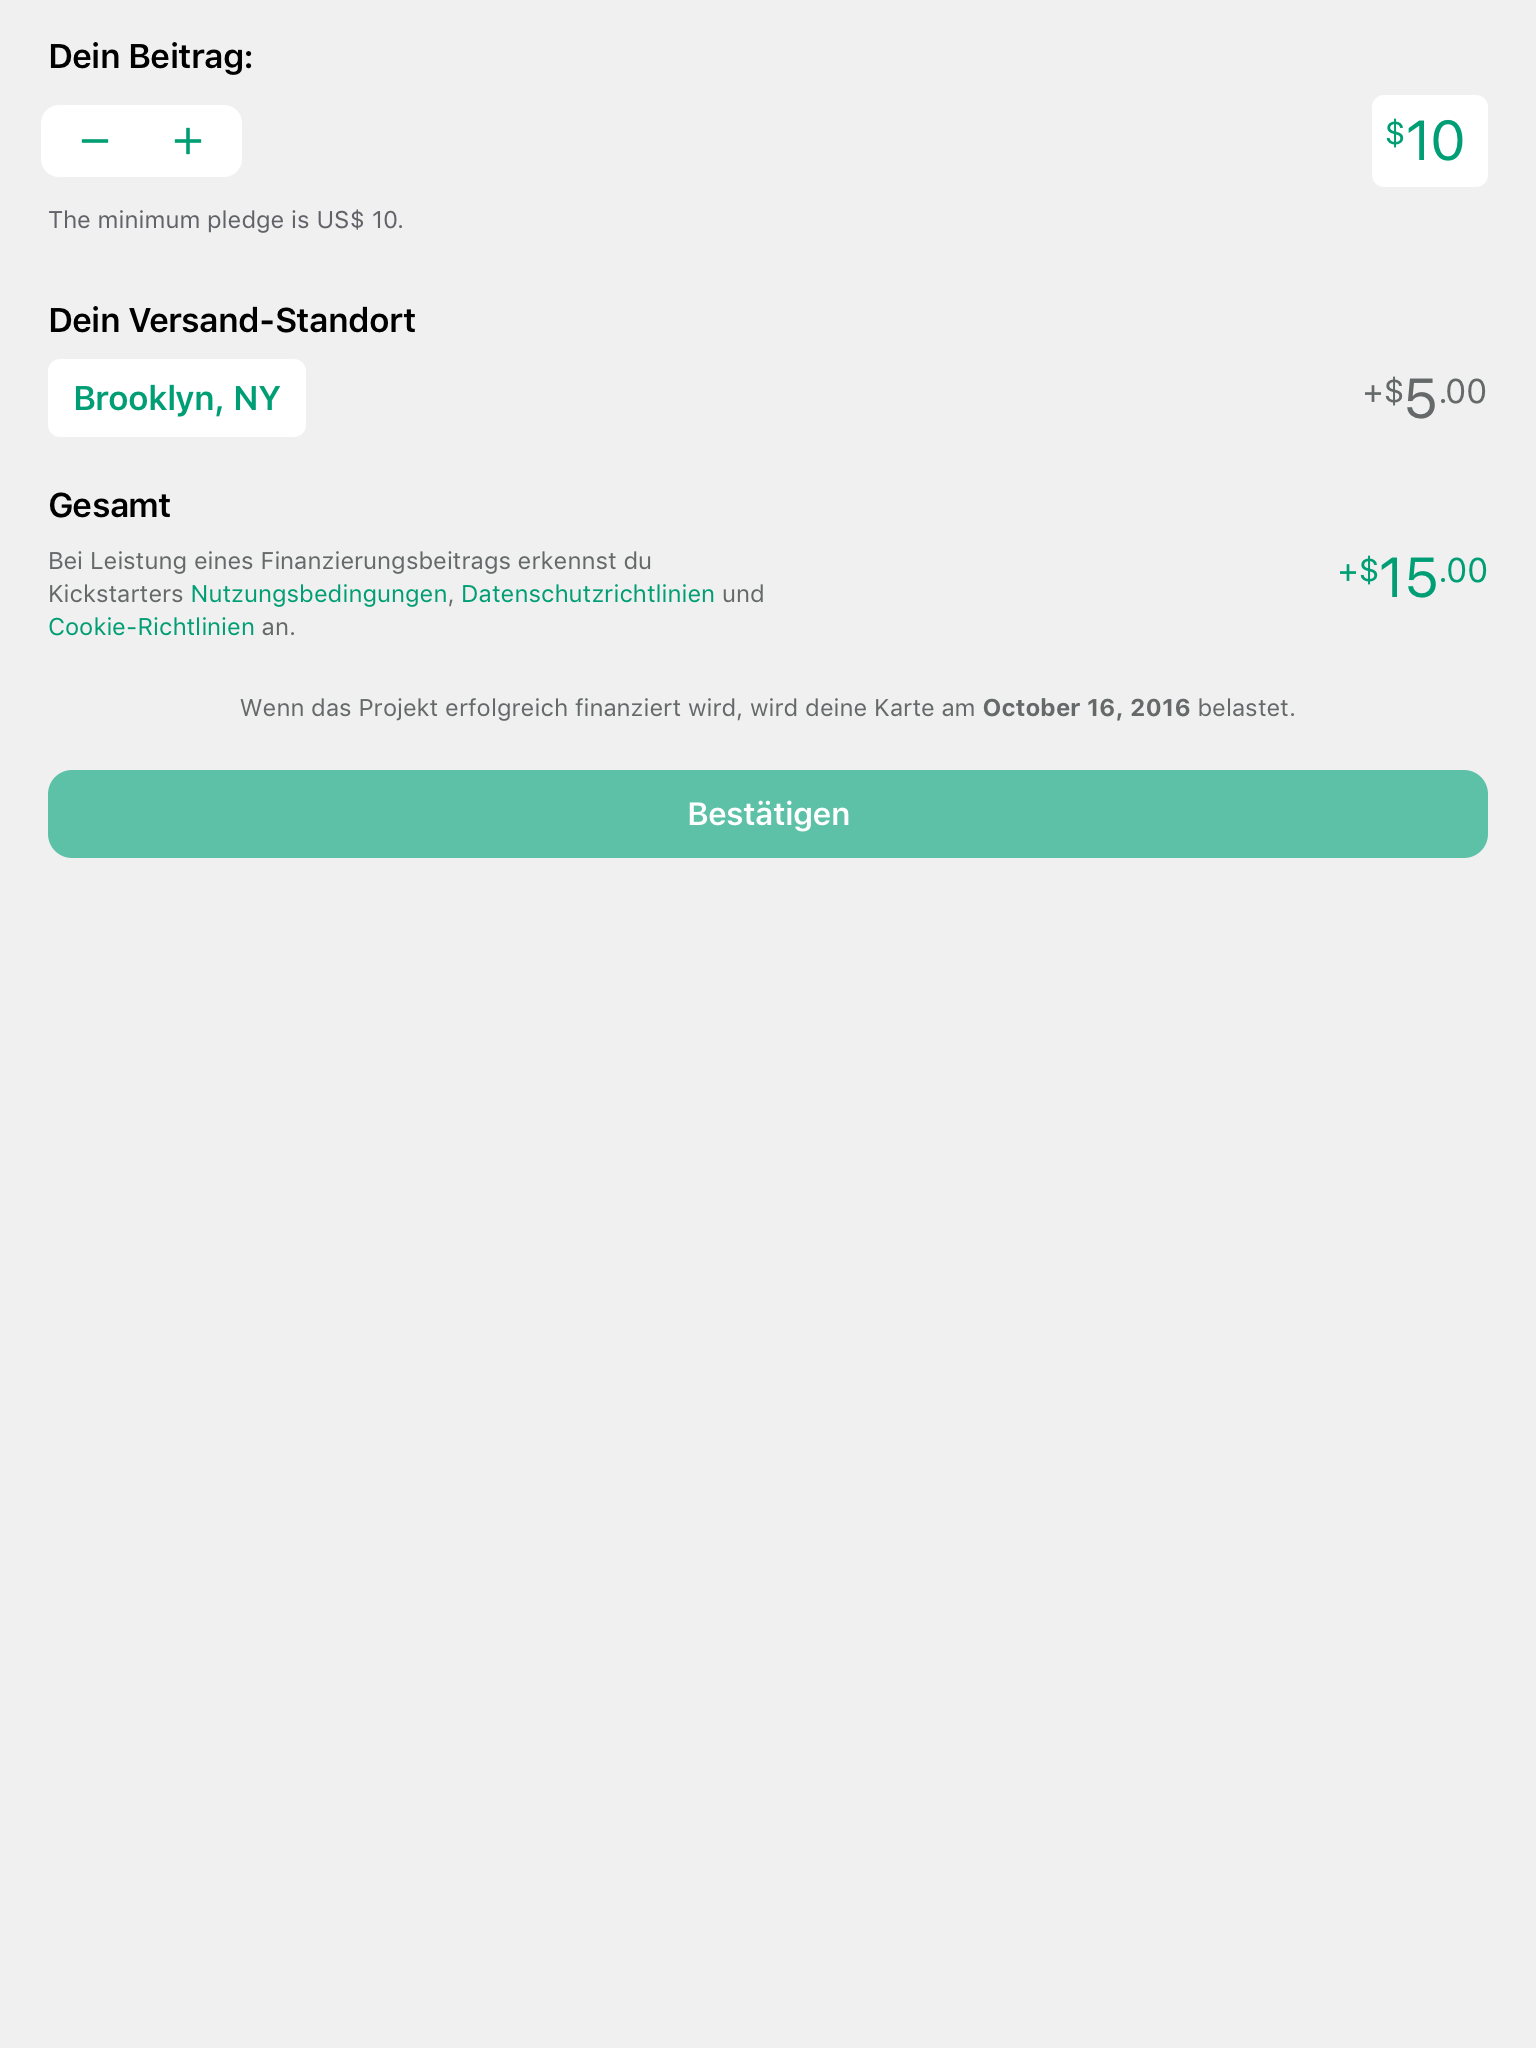 Dein Beitrag:
− +
$10
The minimum pledge is US$ 10.
Dein Versand-Standort
Brooklyn, NY
+$5.00
Gesamt
Bei Leistung eines Finanzierungsbeitrags erkennst du
Kickstarters Nutzungsbedingungen, Datenschutzrichtlinien und
Cookie-Richtlinien an.
+$15.00
Wenn das Projekt erfolgreich finanziert wird, wird deine Karte am October 16, 2016 belastet.
Bestätigen